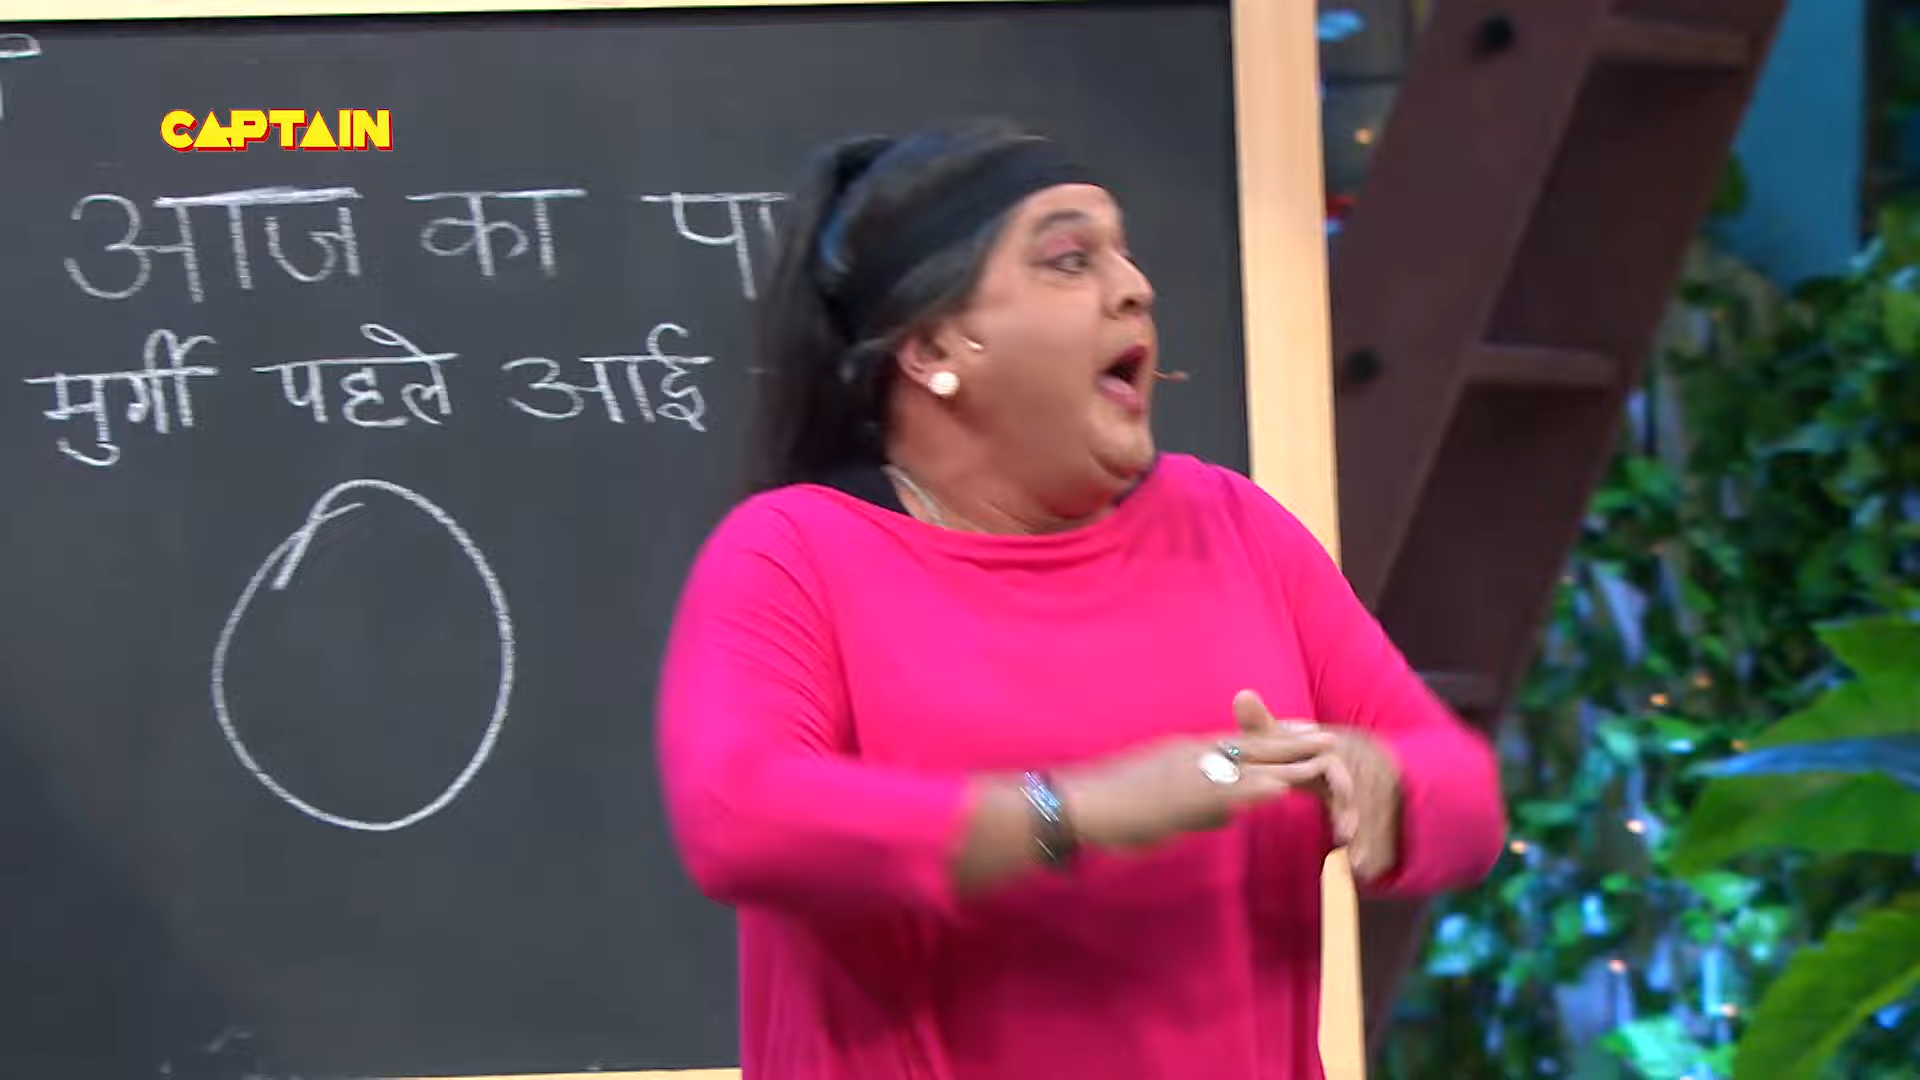 CAPTAIN
आज का पा
मुर्गी पहले आई